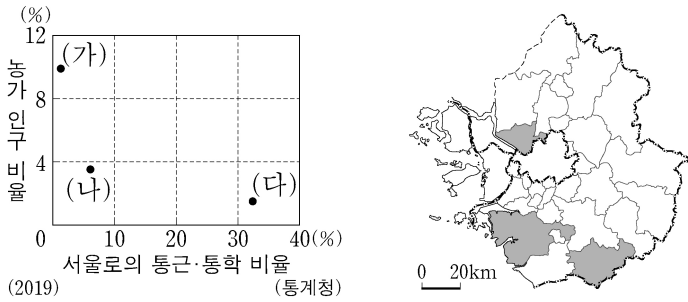 (%)
12
8
4
0
농가 인구 비율
(가)
(나)
(다)
10
20
30
40(%)
서울로의 통근·통학 비율
(2019)
(통계청)
0
20km